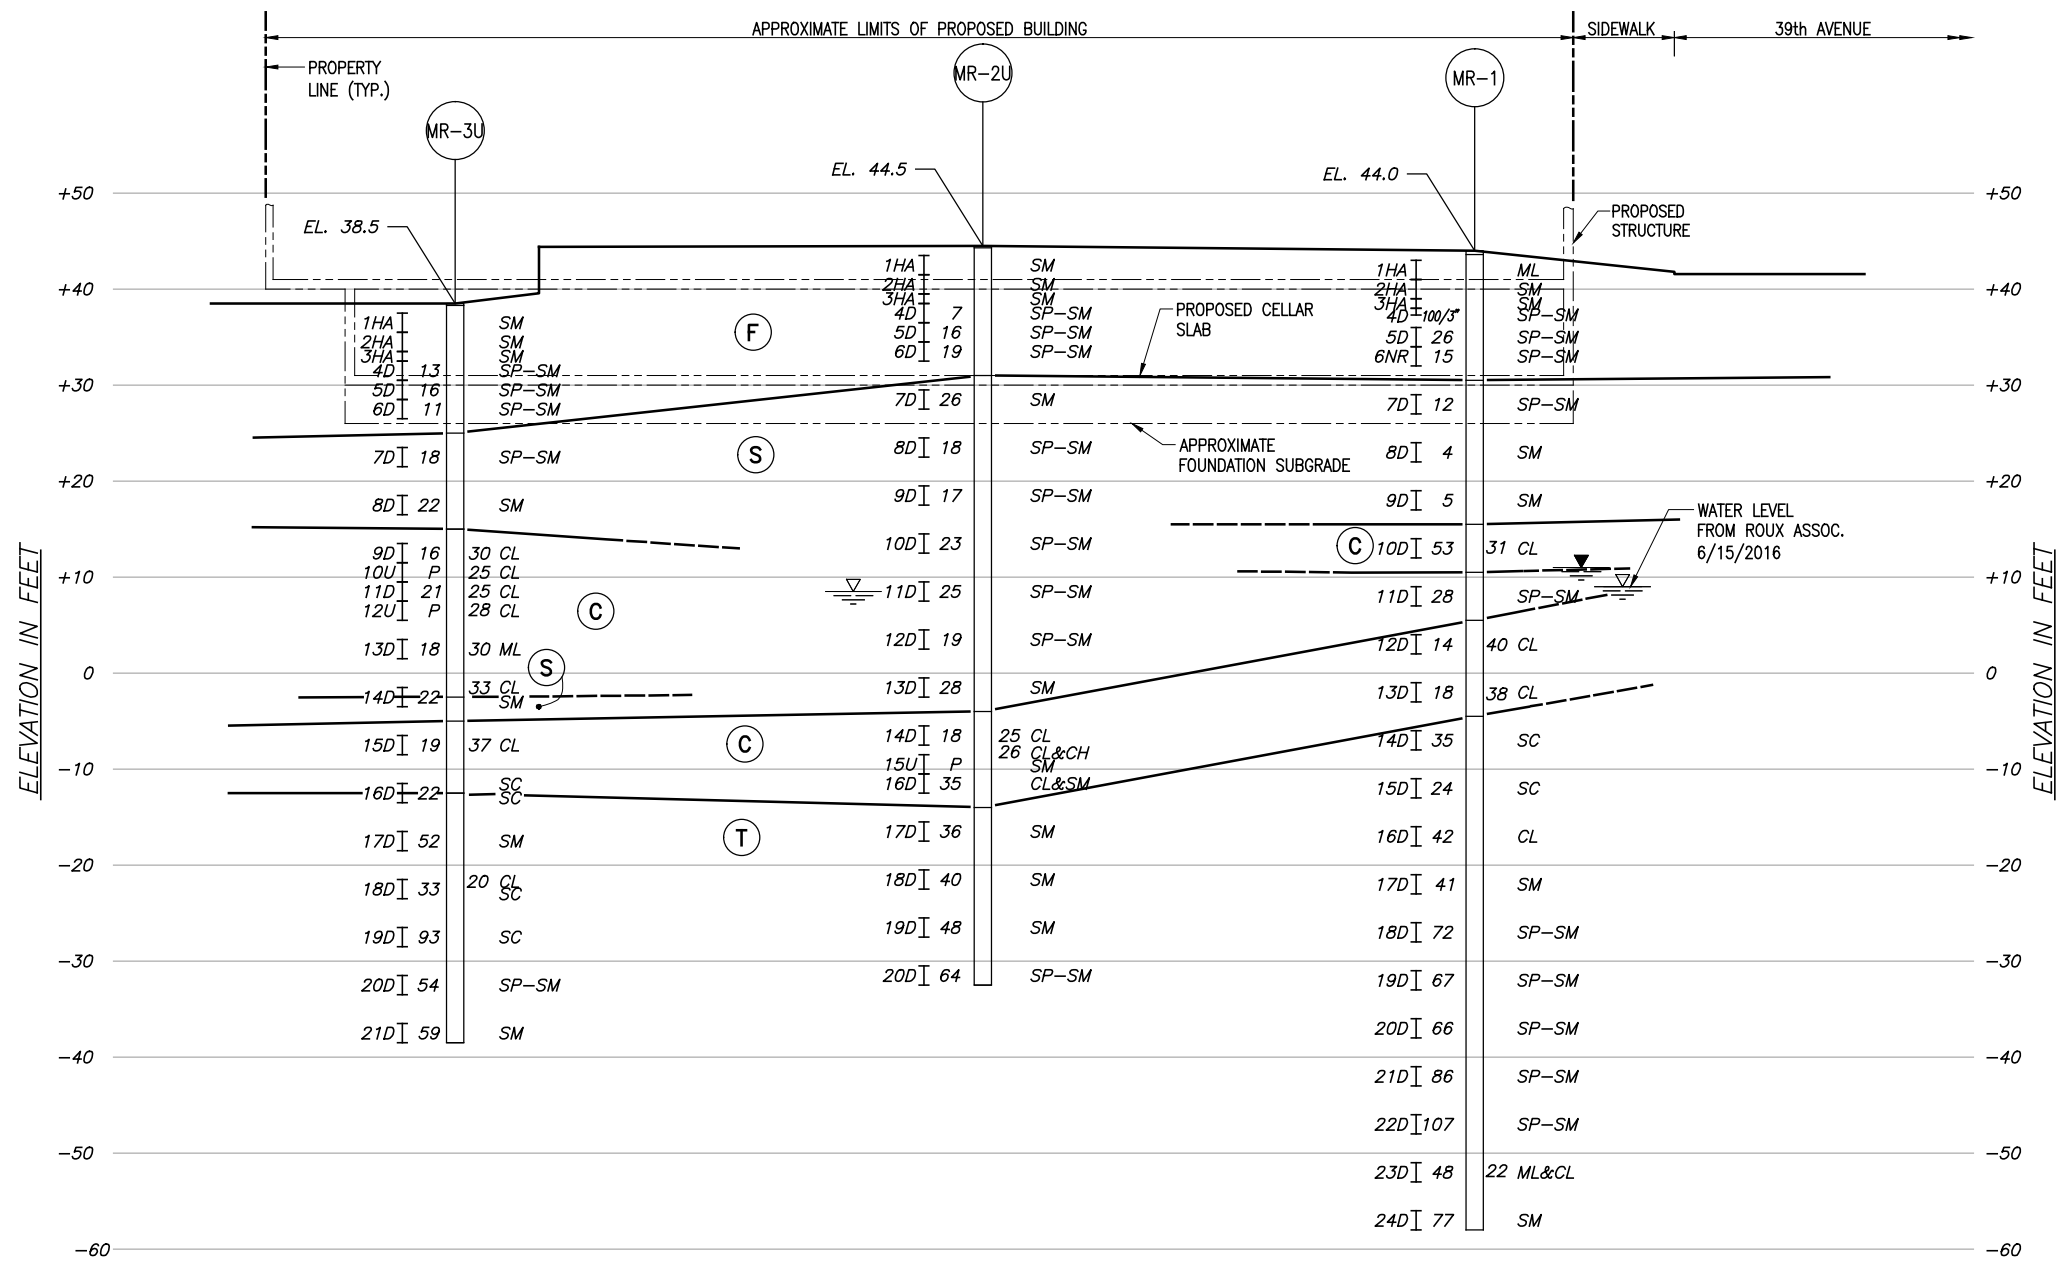 APPROXIMATE LIMITS OF PROPOSED BUILDING
SIDEWALK
39th AVENUE
PROPERTY
LINE (TYP.)
MR-3U
MR-2U
MR-1
EL. 38.5
EL. 44.5
EL. 44.0
PROPOSED
STRUCTURE
PROPOSED CELLAR
SLAB
APPROXIMATE
FOUNDATION SUBGRADE
WATER LEVEL
FROM ROUX ASSOC.
6/15/2016
ELEVATION IN FEET
+50
+40
+30
+20
+10
0
-10
-20
-30
-40
-50
-60
1HA SM
2HA SM
3HA SM
4D 13 SP-SM
5D 16 SP-SM
6D 11 SP-SM
7D 18 SP-SM
8D 22 SM
9D 16 30 CL
10U P 25 CL
11D 21 25 CL
12U P 28 CL
13D 18 30 ML
14D 22 33 CL
SM
15D 19 37 CL
16D 22 SC
SC
17D 52 SM
18D 33 20 CL
SC
19D 93 SC
20D 54 SP-SM
21D 59 SM
F
S
C
S
C
T
1HA SM
2HA SM
3HA SM
4D 7 SP-SM
5D 16 SP-SM
6D 19 SP-SM
7D 26 SM
8D 18 SP-SM
9D 17 SP-SM
10D 23 SP-SM
11D 25 SP-SM
12D 19 SP-SM
13D 28 SM
14D 18 25 CL
26 CL&CH
15U P SM
16D 35 CL&SM
17D 36 SM
18D 40 SM
19D 48 SM
20D 64 SP-SM
1HA ML
2HA SM
3HA SM
4D 100/3" SP-SM
5D 26 SP-SM
6NR 15 SP-SM
7D 12 SP-SM
8D 4 SM
9D 5 SM
C
10D 53 31 CL
11D 28 SP-SM
12D 14 40 CL
13D 18 38 CL
14D 35 SC
15D 24 SC
16D 42 CL
17D 41 SM
18D 72 SP-SM
19D 67 SP-SM
20D 66 SP-SM
21D 86 SP-SM
22D 107 SP-SM
23D 48 22 ML&CL
24D 77 SM
+50
+40
+30
+20
+10
0
-10
-20
-30
-40
-50
-60
ELEVATION IN FEET